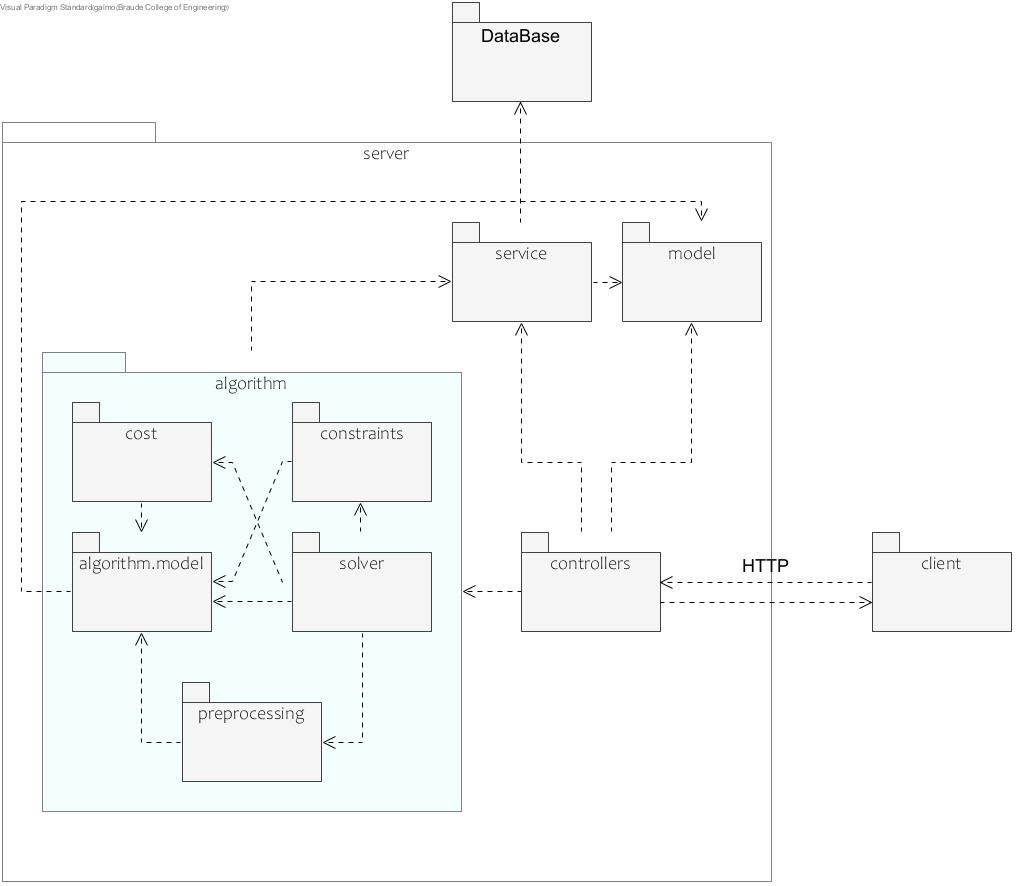 Visual Paradigm Standard(galmo(Braude College of Engineering))
DataBase
server
service
model
algorithm
cost
constraints
algorithm.model
solver
controllers
HTTP
client
preprocessing